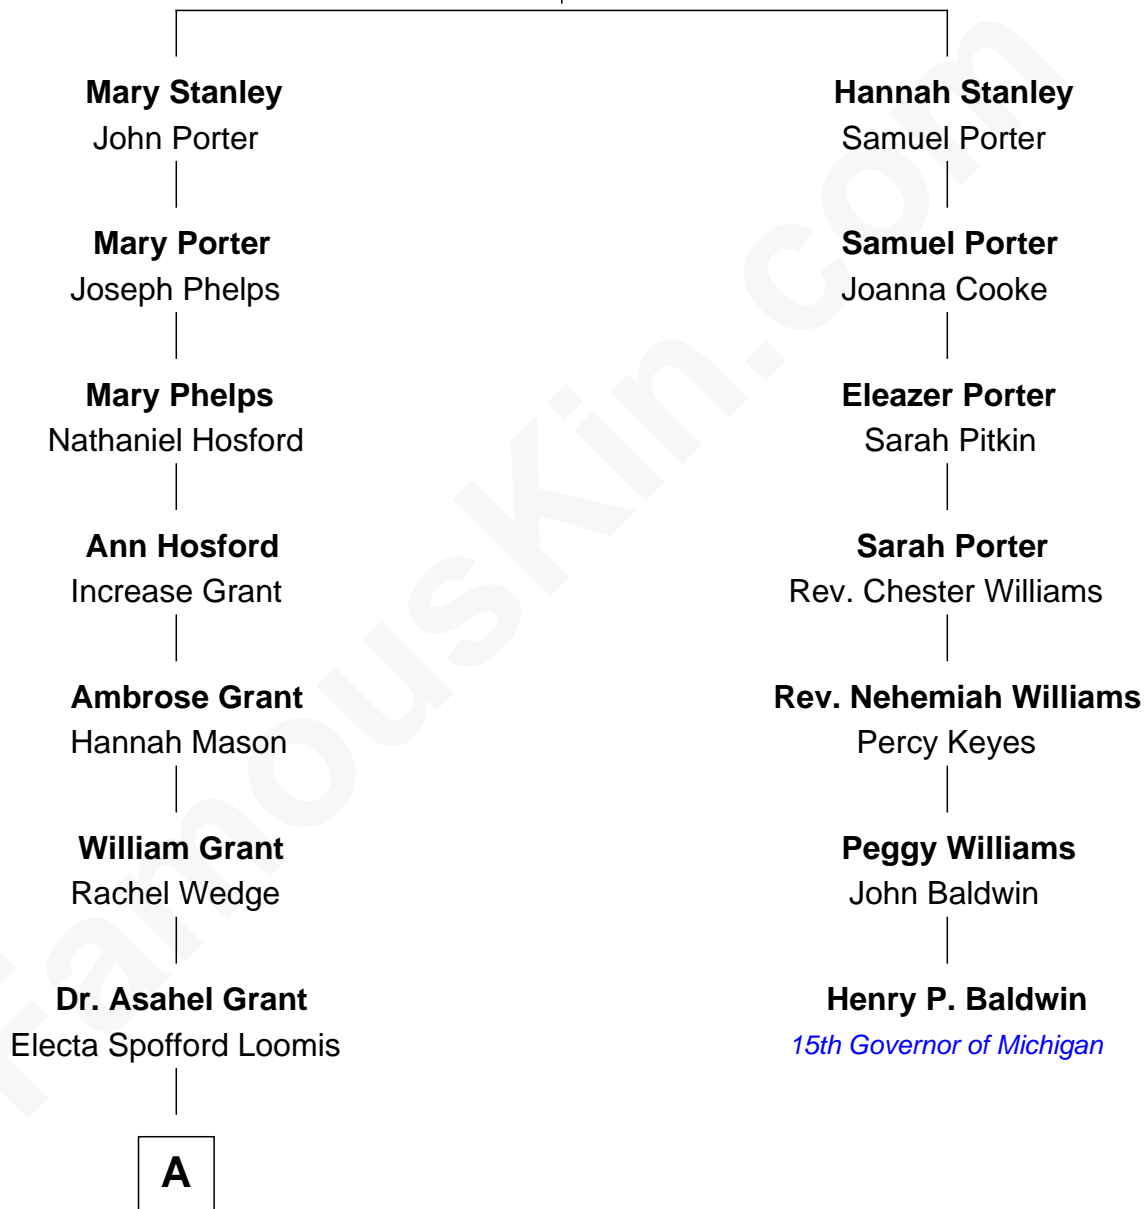 Mary Stanley
John Porter
Hannah Stanley
Samuel Porter
Mary Porter
Joseph Phelps
Samuel Porter
Joanna Cooke
Mary Phelps
Nathaniel Hosford
Eleazer Porter
Sarah Pitkin
Ann Hosford
Increase Grant
Sarah Porter
Rev. Chester Williams
Ambrose Grant
Hannah Mason
Rev. Nehemiah Williams
Percy Keyes
William Grant
Rachel Wedge
Peggy Williams
John Baldwin
Dr. Asahel Grant
Electa Spofford Loomis
Henry P. Baldwin
15th Governor of Michigan
A
FamousKin.com